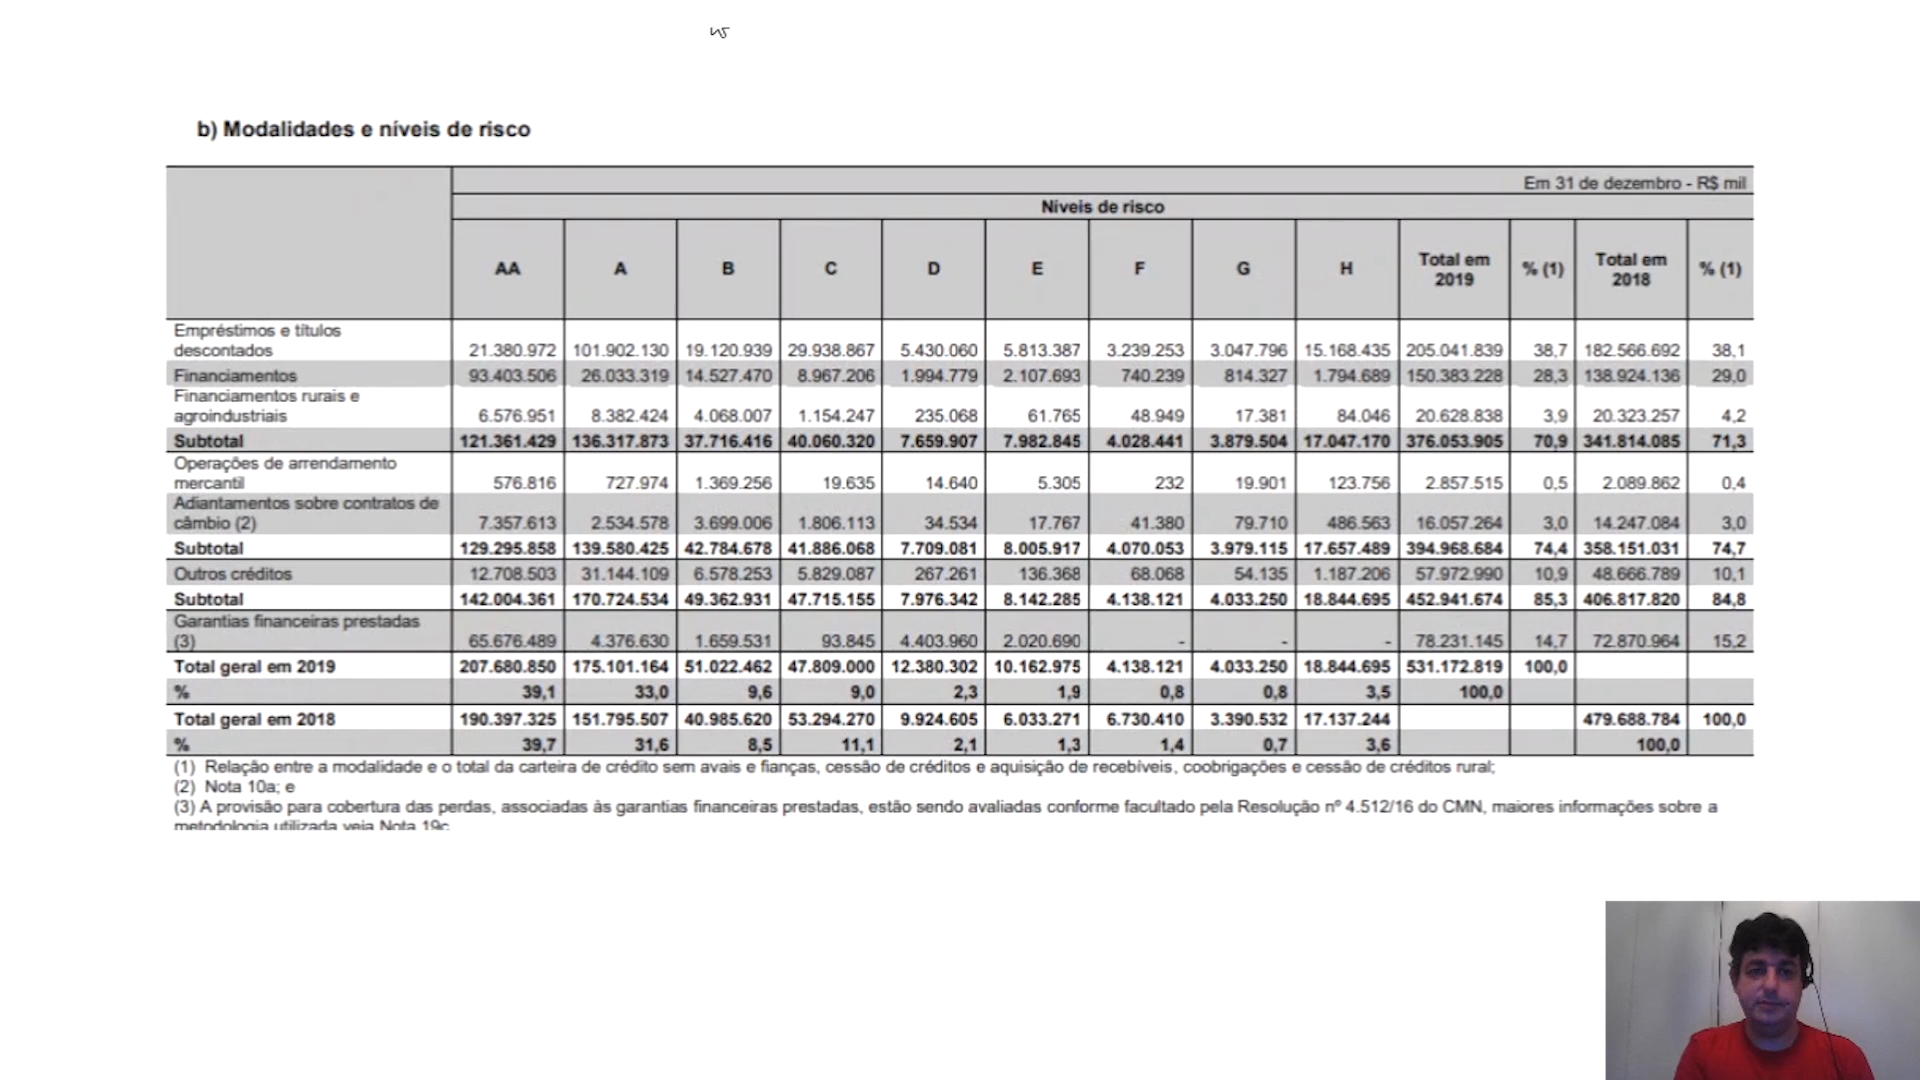 b) Modalidades e níveis de risco
Em 31 de dezembro - R$ mil
Níveis de risco
AA A B C D E F G H Total em 2019 % (1) Total em 2018 % (1)
Empréstimos e títulos
descontados 21.380.972 101.902.130 19.120.939 29.938.867 5.430.060 5.813.387 3.239.253 3.047.796 15.168.435 205.041.839 38,7 182.566.692 38,1
Financiamentos 93.403.506 26.033.319 14.527.470 8.967.206 1.994.779 2.107.693 740.239 814.327 1.794.689 150.383.228 28,3 138.924.136 29,0
Financiamentos rurais e
agroindustriais 6.576.951 8.382.424 4.068.007 1.154.247 235.068 61.765 48.949 17.381 84.046 20.628.838 3,9 20.323.257 4,2
Subtotal 121.361.429 136.317.873 37.716.416 40.060.320 7.659.907 7.982.845 4.028.441 3.879.504 17.047.170 376.053.905 70,9 341.814.085 71,3
Operações de arrendamento
mercantil 576.816 727.974 1.369.256 19.635 14.640 5.305 232 19.901 123.756 2.857.515 0,5 2.089.862 0,4
Adiantamentos sobre contratos de
câmbio (2) 7.357.613 2.534.578 3.699.006 1.806.113 34.534 17.767 41.380 79.710 486.563 16.057.264 3,0 14.247.084 3,0
Subtotal 129.295.858 139.580.425 42.784.678 41.886.068 7.709.081 8.005.917 4.070.053 3.979.115 17.657.489 394.968.684 74,4 358.151.031 74,7
Outros créditos 12.708.503 31.144.109 6.578.253 5.829.087 267.261 136.368 68.068 54.135 1.187.206 57.972.990 10,9 48.666.789 10,1
Subtotal 142.004.361 170.724.534 49.362.931 47.715.155 7.976.342 8.142.285 4.138.121 4.033.250 18.844.695 452.941.674 85,3 406.817.820 84,8
Garantias financeiras prestadas
(3) 65.676.489 4.376.630 1.659.531 93.845 4.403.960 2.020.690 - - - 78.231.145 14,7 72.870.964 15,2
Total geral em 2019 207.680.850 175.101.164 51.022.462 47.809.000 12.380.302 10.162.975 4.138.121 4.033.250 18.844.695 531.172.819 100,0
% 39,1 33,0 9,6 9,0 2,3 1,9 0,8 0,8 3,5 100,0
Total geral em 2018 190.397.325 151.795.507 40.985.620 53.294.270 9.924.605 6.033.271 6.730.410 3.390.532 17.137.244 479.688.784 100,0
% 39,7 31,6 8,5 11,1 2,1 1,3 1,4 0,7 3,6 100,0
(1) Relação entre a modalidade e o total da carteira de crédito sem avais e fianças, cessão de créditos e aquisição de recebíveis, coobrigações e cessão de créditos rural;
(2) Nota 10a; e
(3) A provisão para cobertura das perdas, associadas às garantias financeiras prestadas, estão sendo avaliadas conforme facultado pela Resolução nº 4.512/16 do CMN, maiores informações sobre a
metodologia utilizada veja Nota 19c